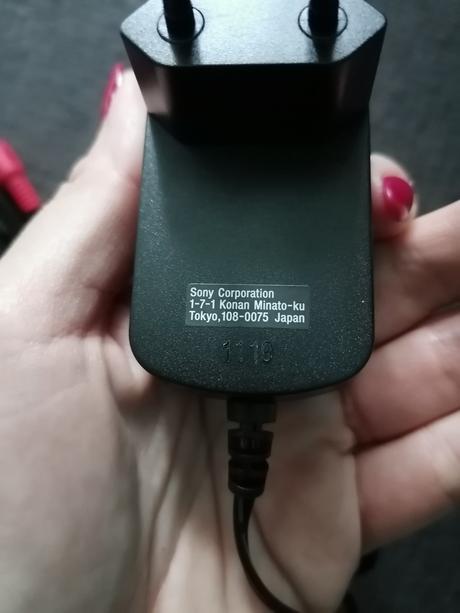 Sony Corporation
1-7-1 Konan Minato-ku
Tokyo,108-0075 Japan
1119